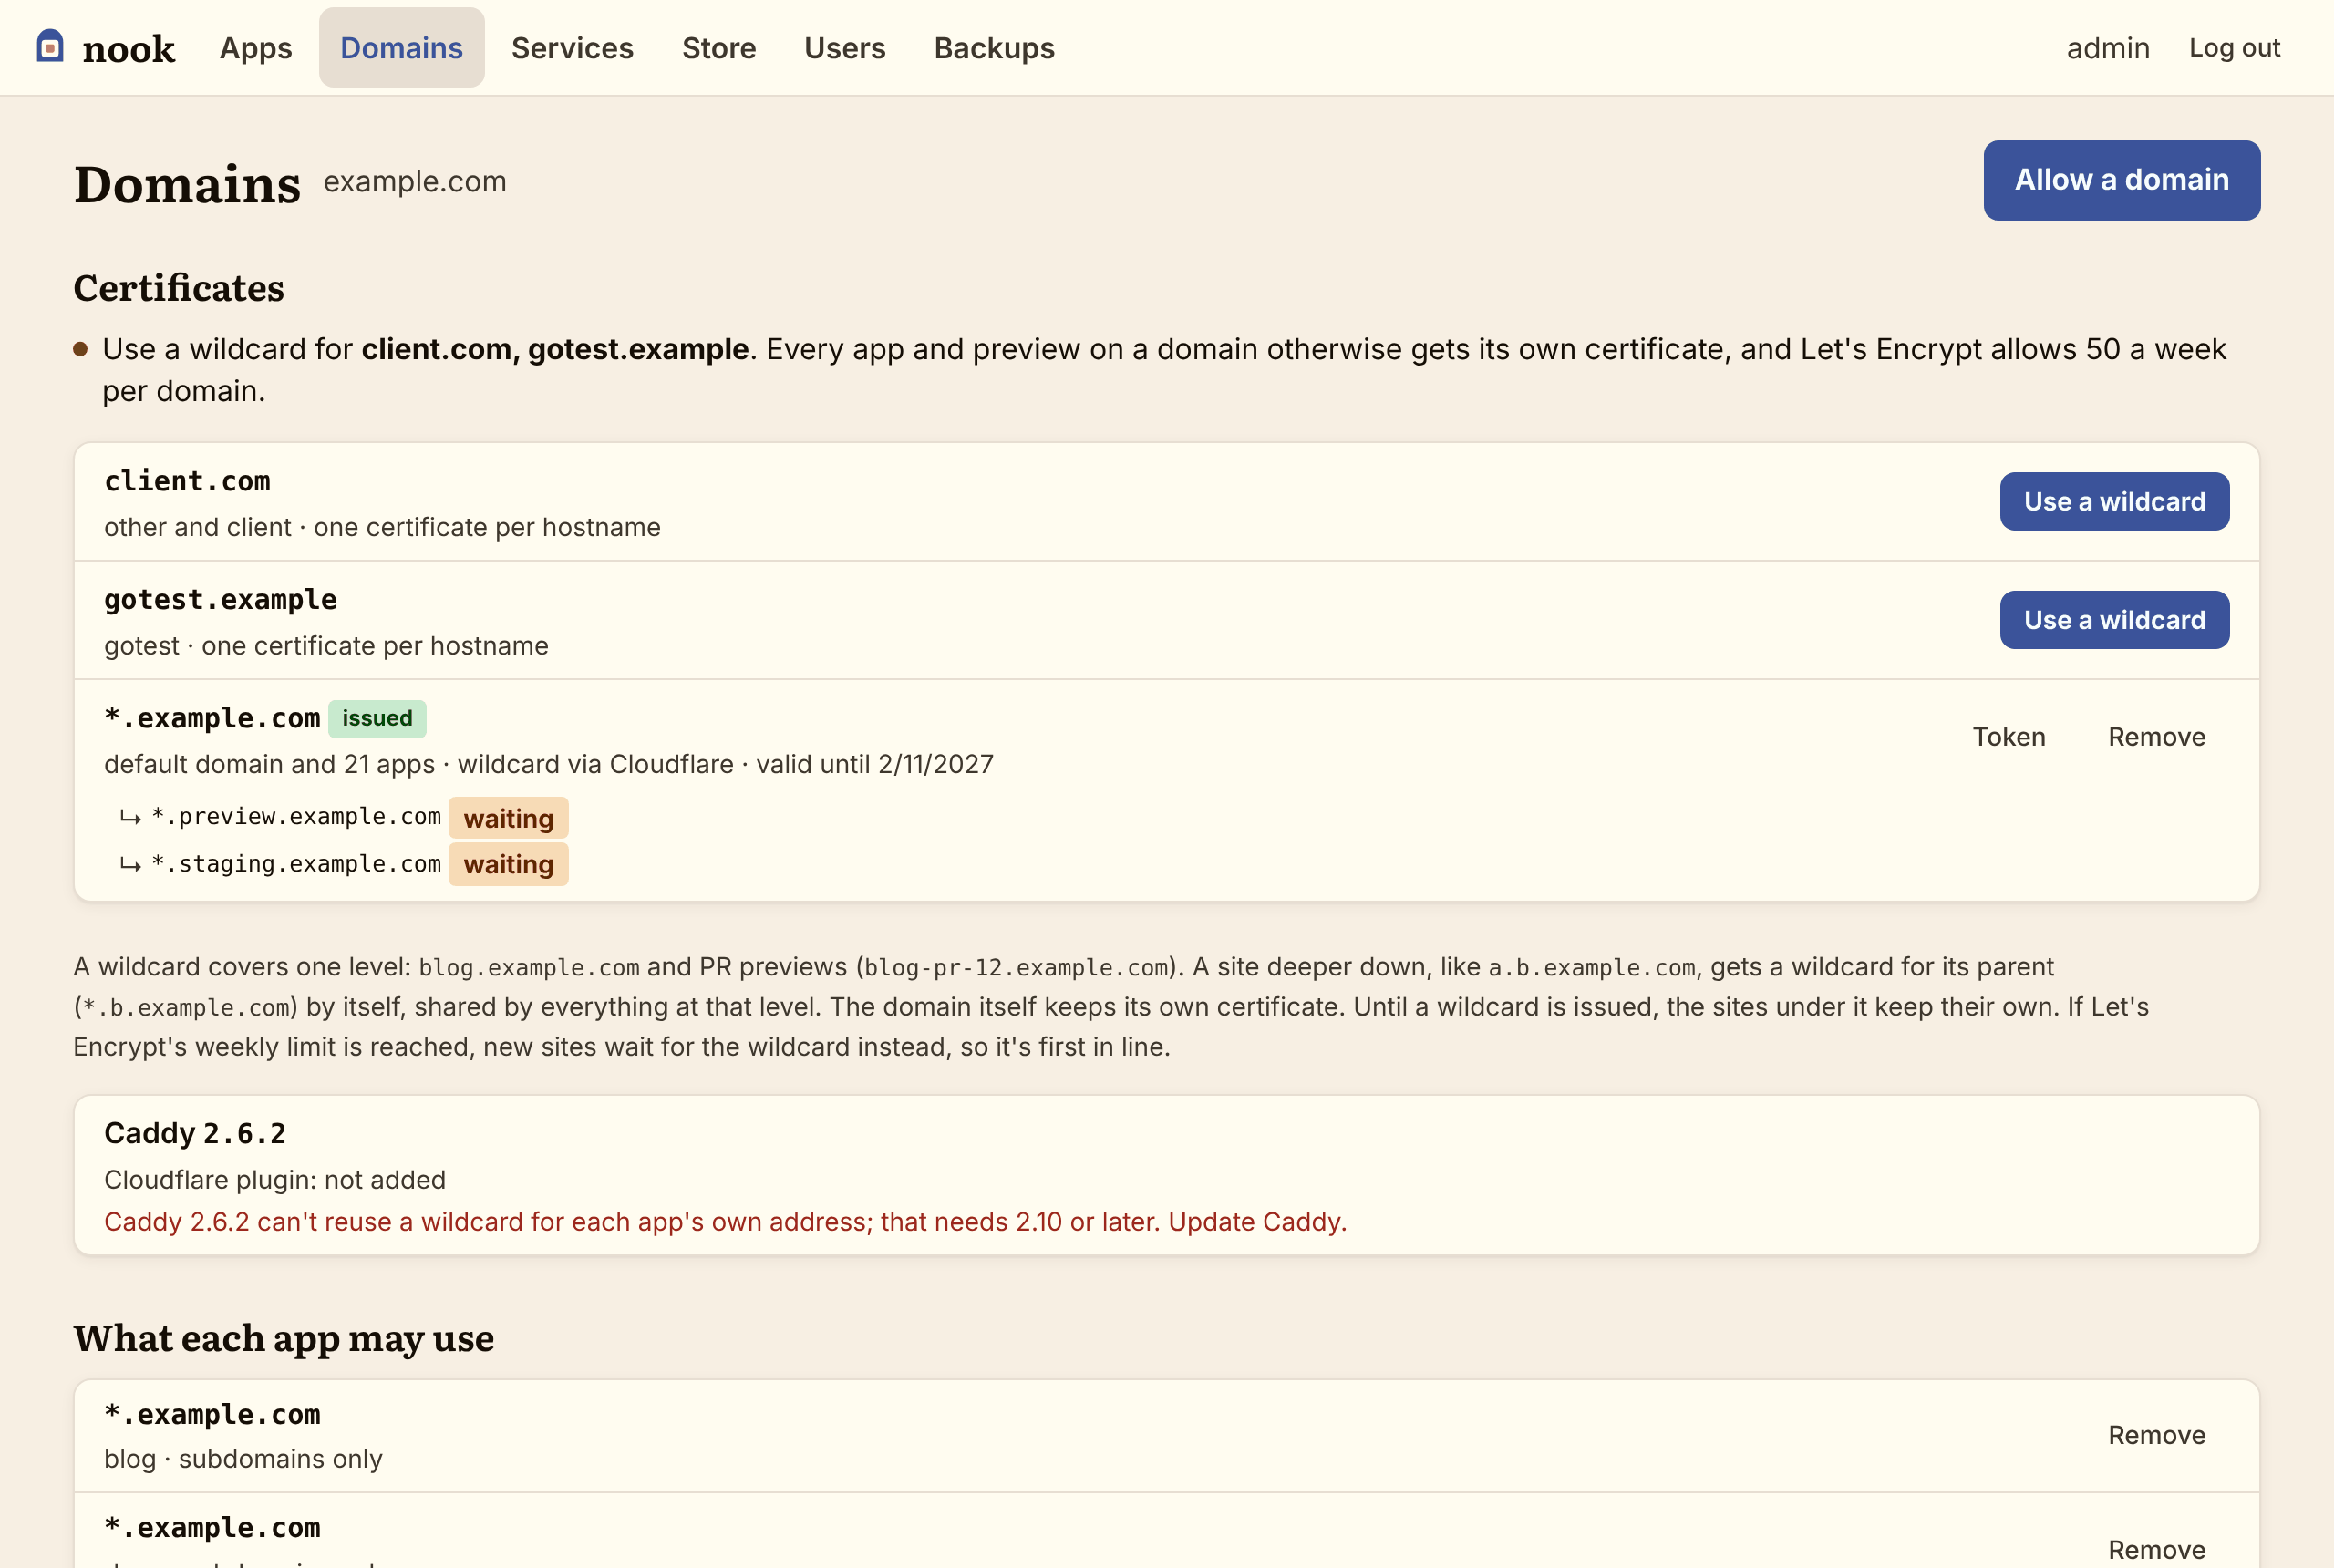 nook Apps Domains Services Store Users Backups admin Log out
Domains example.com Allow a domain
Certificates
Use a wildcard for client.com, gotest.example. Every app and preview on a domain otherwise gets its own certificate, and Let's Encrypt allows 50 a week
per domain.
client.com
other and client · one certificate per hostname
Use a wildcard
gotest.example
gotest · one certificate per hostname
Use a wildcard
*.example.com issued
default domain and 21 apps · wildcard via Cloudflare · valid until 2/11/2027
Token Remove
↳ *.preview.example.com waiting
↳ *.staging.example.com waiting
A wildcard covers one level: blog.example.com and PR previews (blog-pr-12.example.com). A site deeper down, like a.b.example.com, gets a wildcard for its parent
(*.b.example.com) by itself, shared by everything at that level. The domain itself keeps its own certificate. Until a wildcard is issued, the sites under it keep their own. If Let's
Encrypt's weekly limit is reached, new sites wait for the wildcard instead, so it's first in line.
Caddy 2.6.2
Cloudflare plugin: not added
Caddy 2.6.2 can't reuse a wildcard for each app's own address; that needs 2.10 or later. Update Caddy.
What each app may use
*.example.com
blog · subdomains only
Remove
*.example.com
Remove